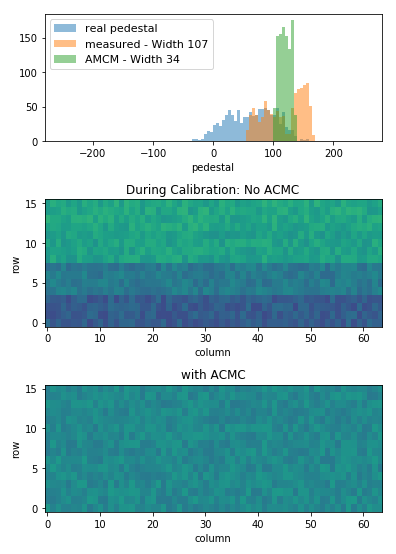 real pedestal
measured - Width 107
AMCM - Width 34
150
100
50
0
-200 -100 0 100 200
pedestal
During Calibration: No ACMC
15
10
5
0
row
0 10 20 30 40 50 60
column
with ACMC
15
10
5
0
row
0 10 20 30 40 50 60
column